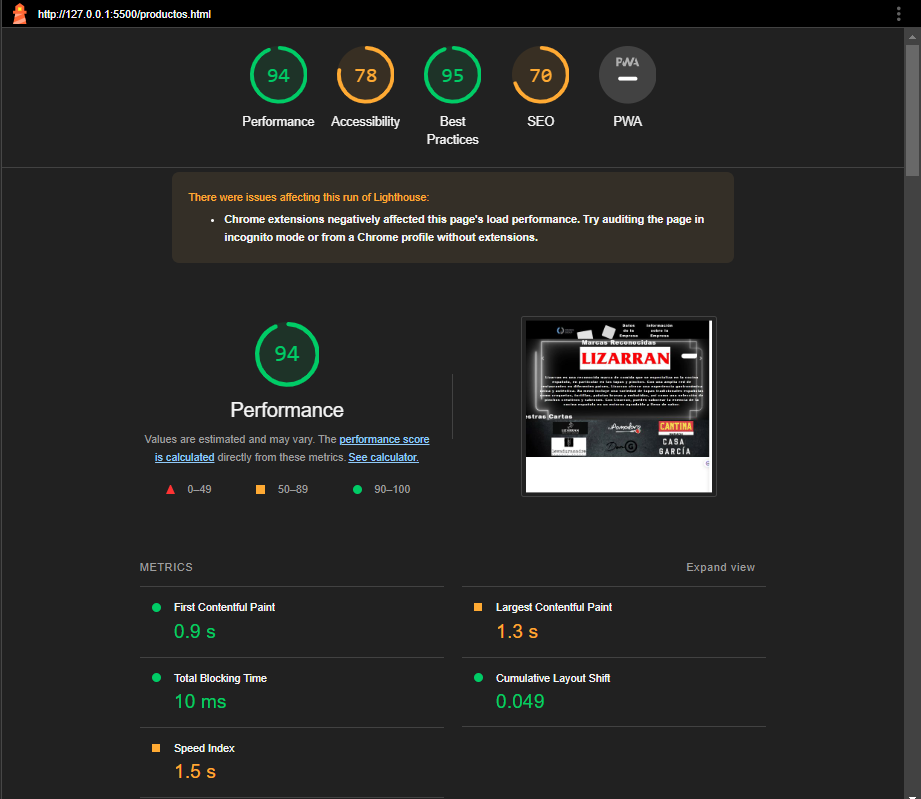 http://127.0.0.1:5500/productos.html
94
78
95
70
PWA
Performance
Accessibility
Best
Practices
SEO
PWA
There were issues affecting this run of Lighthouse:
Chrome extensions negatively affected this page's load performance. Try auditing the page in
incognito mode or from a Chrome profile without extensions.
94
Performance
Values are estimated and may vary. The performance score
is calculated directly from these metrics. See calculator.
0–49
50–89
90–100
Marcas Reconocidas
LIZARRAN
stras Cartas
CANTINA
CASA
GARCÍA
METRICS
Expand view
First Contentful Paint
0.9 s
Largest Contentful Paint
1.3 s
Total Blocking Time
10 ms
Cumulative Layout Shift
0.049
Speed Index
1.5 s